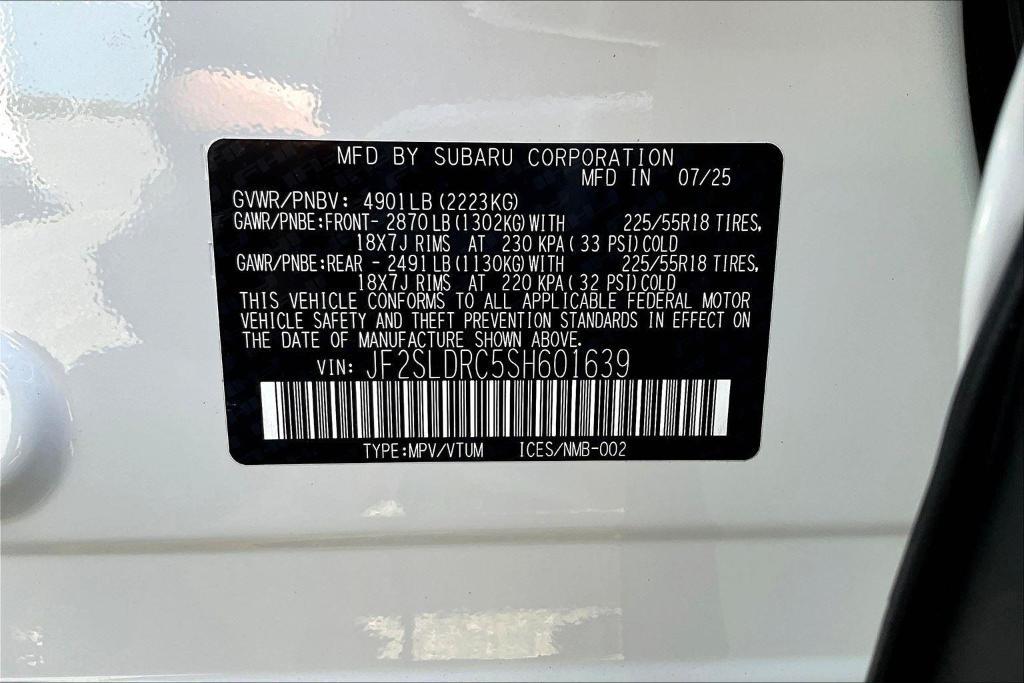 MFD BY SUBARU CORPORATION
MFD IN 07/25
GVWR/PNBV: 4901LB(2223KG)
GAWR/PNBE:FRONT- 2870LB(1302KG)WITH 225/55R18 TIRES,
18X7J RIMS AT 230 KPA( 33 PSI)COLD
GAWR/PNBE:REAR - 2491LB(1130KG)WITH 225/55R18 TIRES,
18X7J RIMS AT 220 KPA( 32 PSI)COLD
THIS VEHICLE CONFORMS TO ALL APPLICABLE FEDERAL MOTOR
VEHICLE SAFETY AND THEFT PREVENTION STANDARDS IN EFFECT ON
THE DATE OF MANUFACTURE SHOWN ABOVE.
VIN: JF2SLDRC5SH601639
TYPE:MPV/VTUM ICES/NMB-002